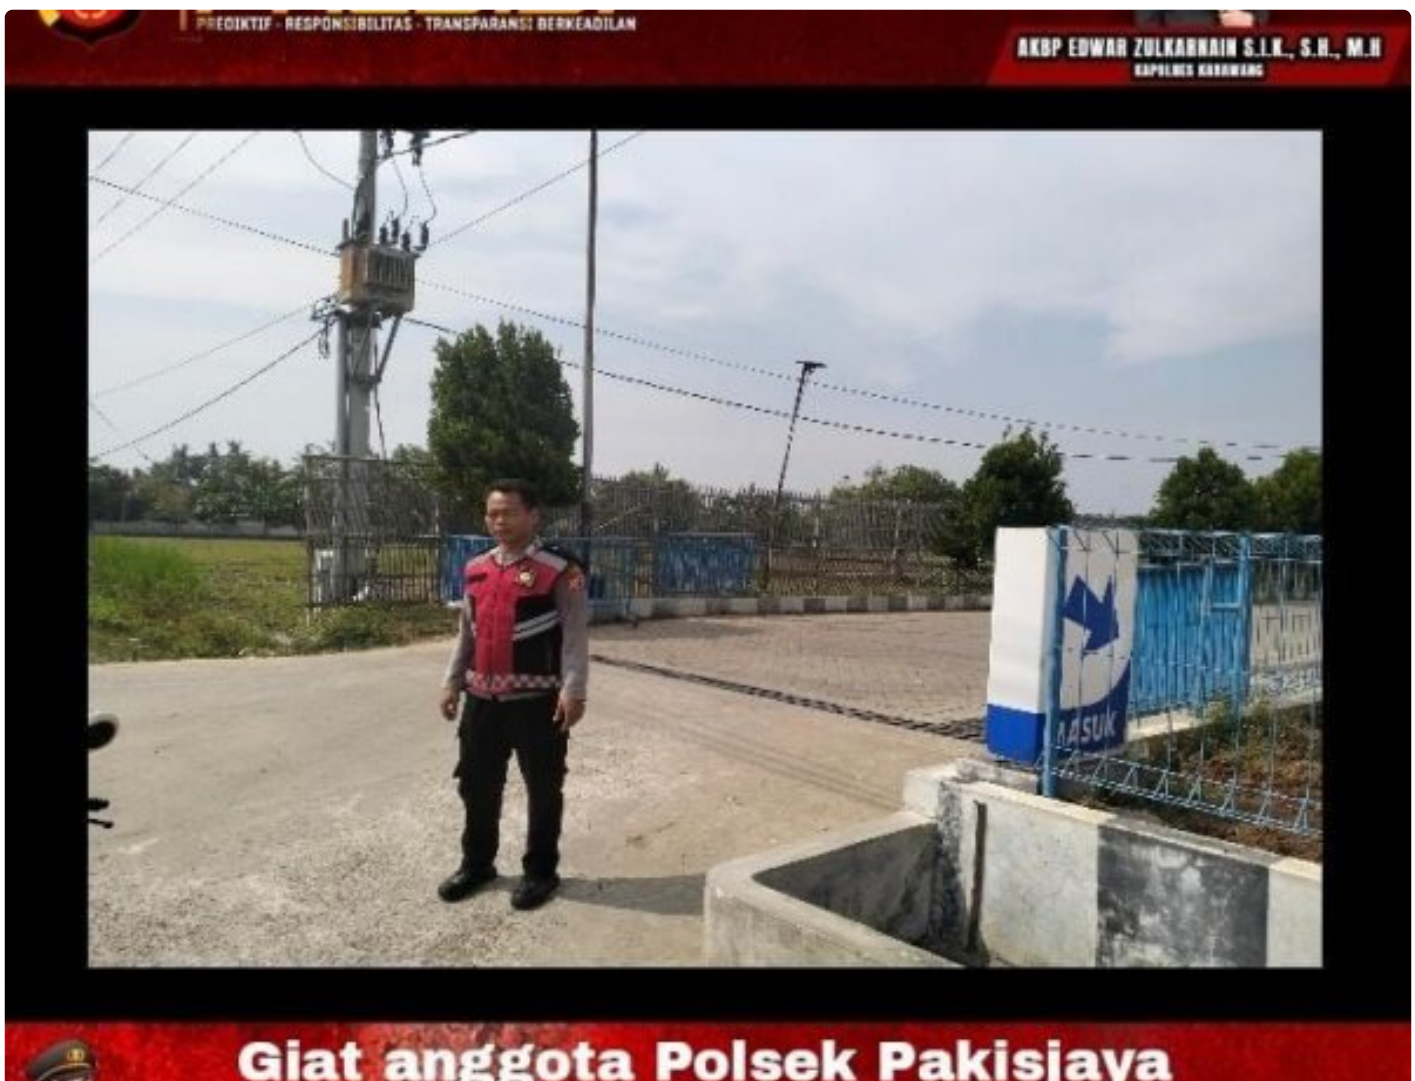 PREDIKTIF - RESPONSIBILITAS - TRANSPARANSI BERKEADILAN
AKBP EDWAR ZULKARNAIN S.I.K., S.H., M.H
KAPOLRES KARAWANG
MASUK
Giat anggota Polsek Pakisjaya